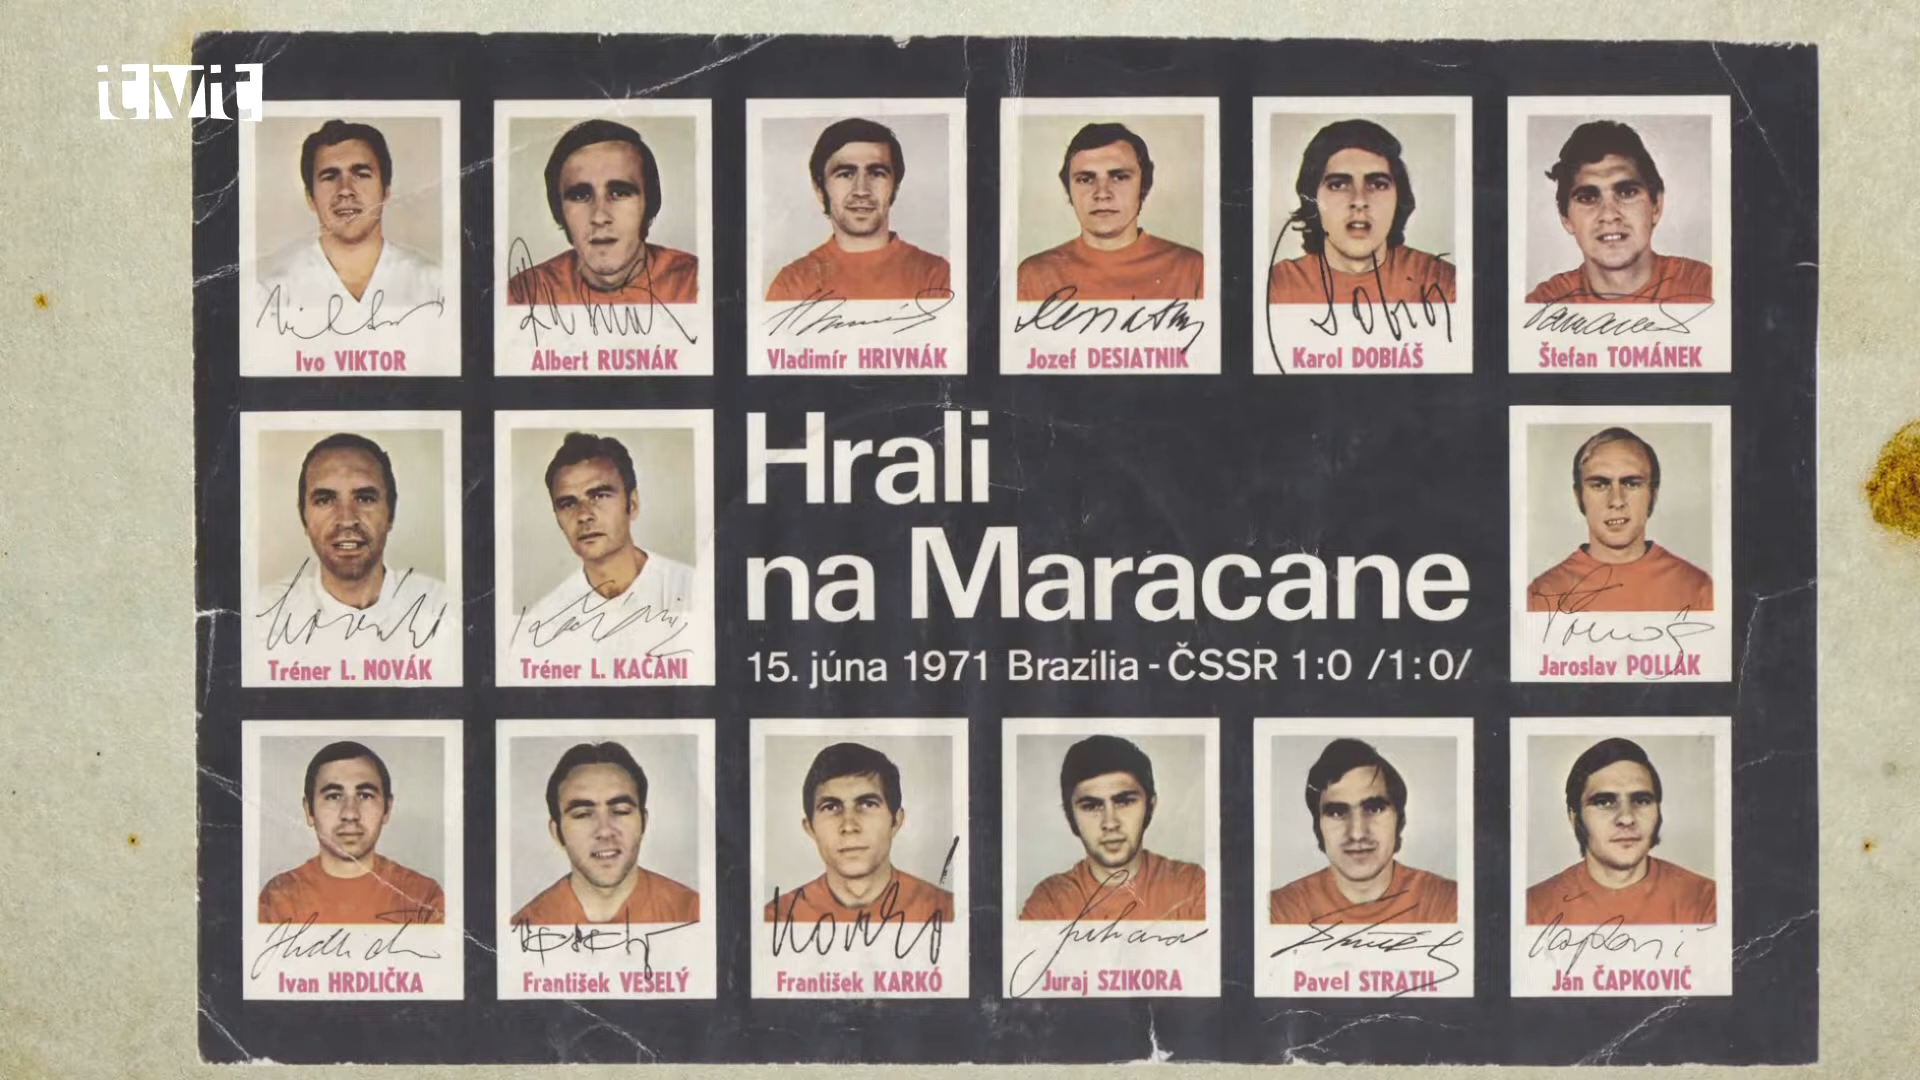 tvt
Ivo VIKTOR
Albert RUSNÁK
Vladimír HRIVNÁK
Jozef DESIATNIK
Karol DOBIÁŠ
Štefan TOMÁNEK
Hrali
na Maracane
15. júna 1971 Brazília - ČSSR 1:0 /1:0/
Tréner L. NOVÁK
Tréner L. KAČÁNI
Jaroslav POLLÁK
Ivan HRDLIČKA
František VESELÝ
František KARKÓ
Juraj SZIKORA
Pavel STRATIL
Ján ČAPKOVIČ